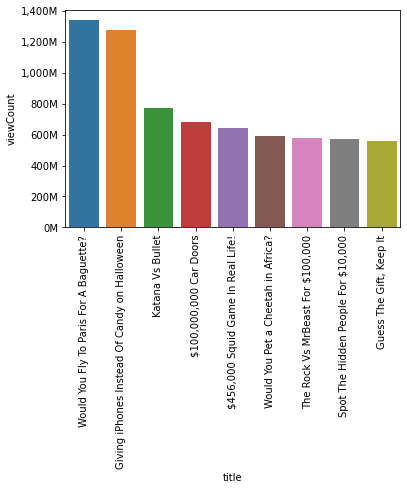 1,400M
1,200M
1,000M
800M
600M
400M
200M
0M
viewCount
Would You Fly To Paris For A Baguette?
Giving iPhones Instead Of Candy on Halloween
Katana Vs Bullet
$100,000,000 Car Doors
$456,000 Squid Game In Real Life!
Would You Pet a Cheetah in Africa?
The Rock Vs MrBeast For $100,000
Spot The Hidden People For $10,000
Guess The Gift, Keep It
title